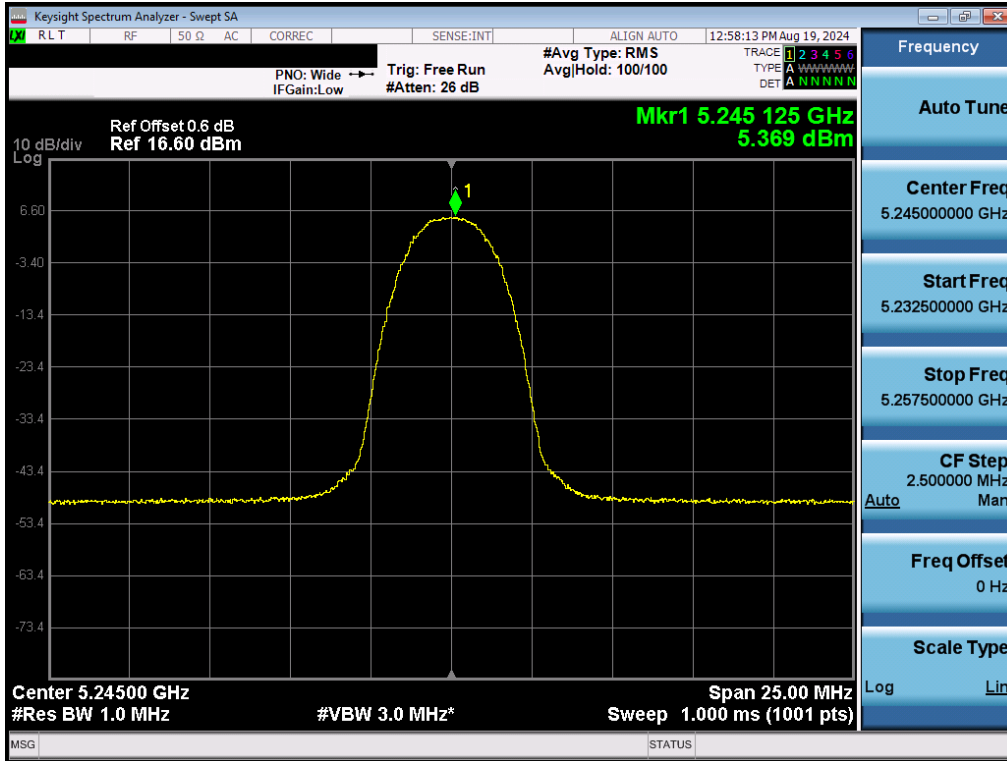 Keysight Spectrum Analyzer - Swept SA
LXI RLT RF 50 Ω AC CORREC SENSE:INT ALIGN AUTO 12:58:13 PM Aug 19, 2024
PNO: Wide
IFGain:Low
Trig: Free Run
#Atten: 26 dB
#Avg Type: RMS
Avg|Hold: 100/100
TRACE 1 2 3 4 5 6
TYPE A W W W W W
DET A N N N N N
Mkr1 5.245 125 GHz
5.369 dBm
Ref Offset 0.6 dB
Ref 16.60 dBm
10 dB/div
Log
1
6.60
-3.40
-13.4
-23.4
-33.4
-43.4
-53.4
-63.4
-73.4
Center 5.24500 GHz
Span 25.00 MHz
#Res BW 1.0 MHz
#VBW 3.0 MHz*
Sweep 1.000 ms (1001 pts)
MSG
STATUS
Frequency
Auto Tune
Center Freq
5.245000000 GHz
Start Freq
5.232500000 GHz
Stop Freq
5.257500000 GHz
CF Step
2.500000 MHz
Auto Man
Freq Offset
0 Hz
Scale Type
Log Lin